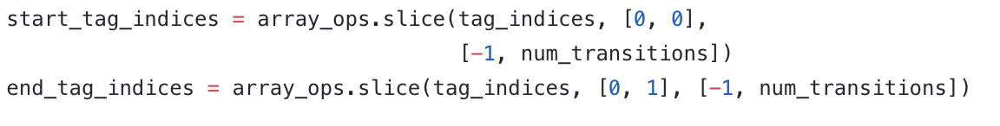 start_tag_indices = array_ops.slice(tag_indices, [0, 0],
                                    [-1, num_transitions])
end_tag_indices = array_ops.slice(tag_indices, [0, 1], [-1, num_transitions])